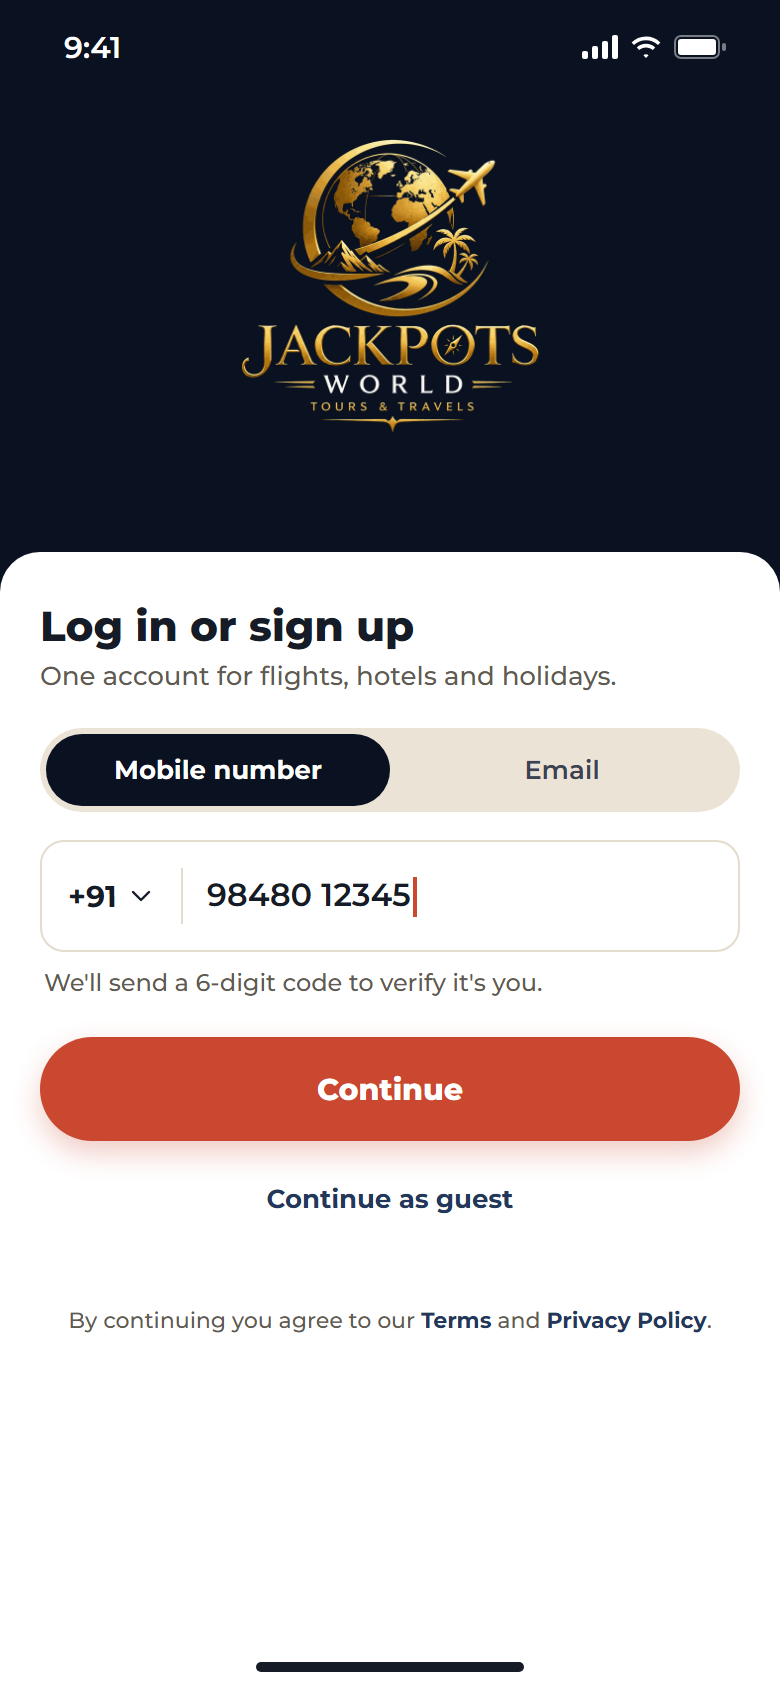 9:41
JACKPOTS
WORLD
TOURS & TRAVELS
Log in or sign up
One account for flights, hotels and holidays.
Mobile number
Email
+91
98480 12345
We'll send a 6-digit code to verify it's you.
Continue
Continue as guest
By continuing you agree to our Terms and Privacy Policy.